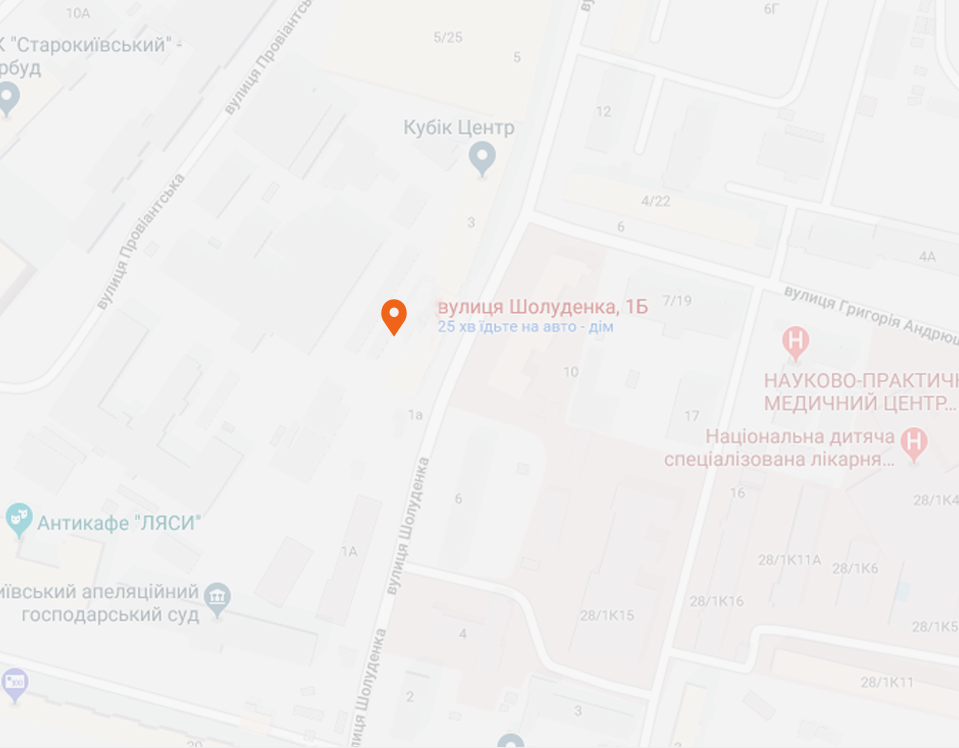 10А
6Г
К "Старокиївський" -
рбуд
5/25
5
вулиця Провіантська
12
Кубік Центр
4/22
3
6
вулиця Провіантська
4А
7/19
вулиця Григорія Андрющ
вулиця Шолуденка, 1Б
25 хв їдьте на авто - дім
10
НАУКОВО-ПРАКТИЧН
МЕДИЧНИЙ ЦЕНТР...
1а
17
Національна дитяча
спеціалізована лікарня...
вулиця Шолуденка
6
16
28/1К4
Антикафе "ЛЯСИ"
1А
28/1К11А
28/1К6
иївський апеляційний
господарський суд
28/1К16
28/1К15
28/1К5
4
лиця Шолуденка
28/1К11
2
3
20